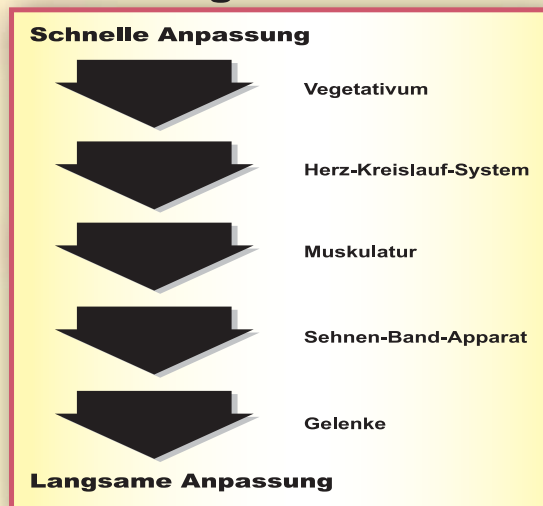 Schnelle Anpassung
Vegetativum
Herz-Kreislauf-System
Muskulatur
Sehnen-Band-Apparat
Gelenke
Langsame Anpassung